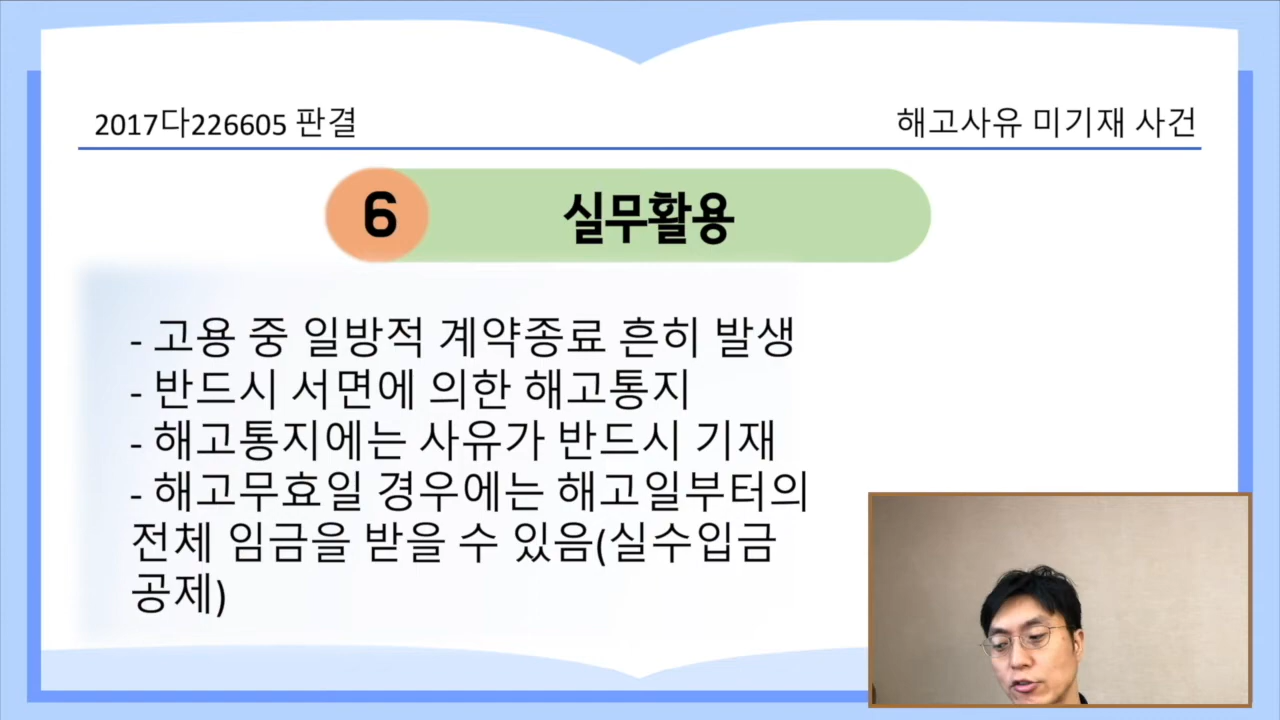 2017다226605 판결
해고사유 미기재 사건
6
실무활용
- 고용 중 일방적 계약종료 흔히 발생
- 반드시 서면에 의한 해고통지
- 해고통지에는 사유가 반드시 기재
- 해고무효일 경우에는 해고일부터의
전체 임금을 받을 수 있음(실수입금
공제)